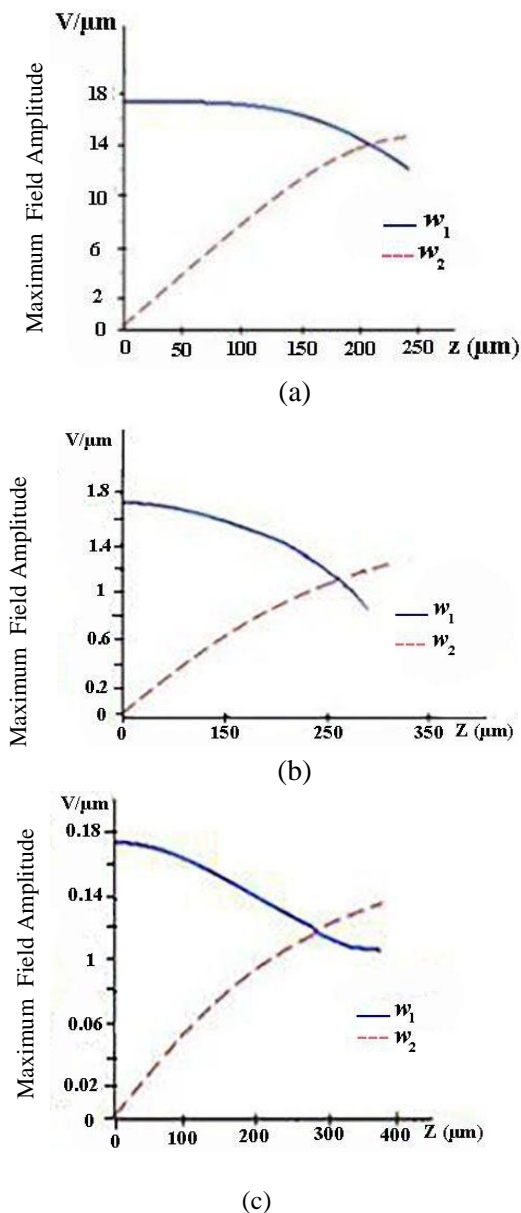 V/μm
Maximum Field Amplitude
18
14
10
6
2
0
w1
w2
0 50 100 150 200 250 z (μm)
(a)
V/μm
Maximum Field Amplitude
1.8
1.4
1
0.6
0.2
0
w1
w2
0 150 250 350 Z (μm)
(b)
V/μm
Maximum Field Amplitude
0.18
0.14
1
0.06
0.02
0
w1
w2
0 100 200 300 400 Z (μm)
(c)